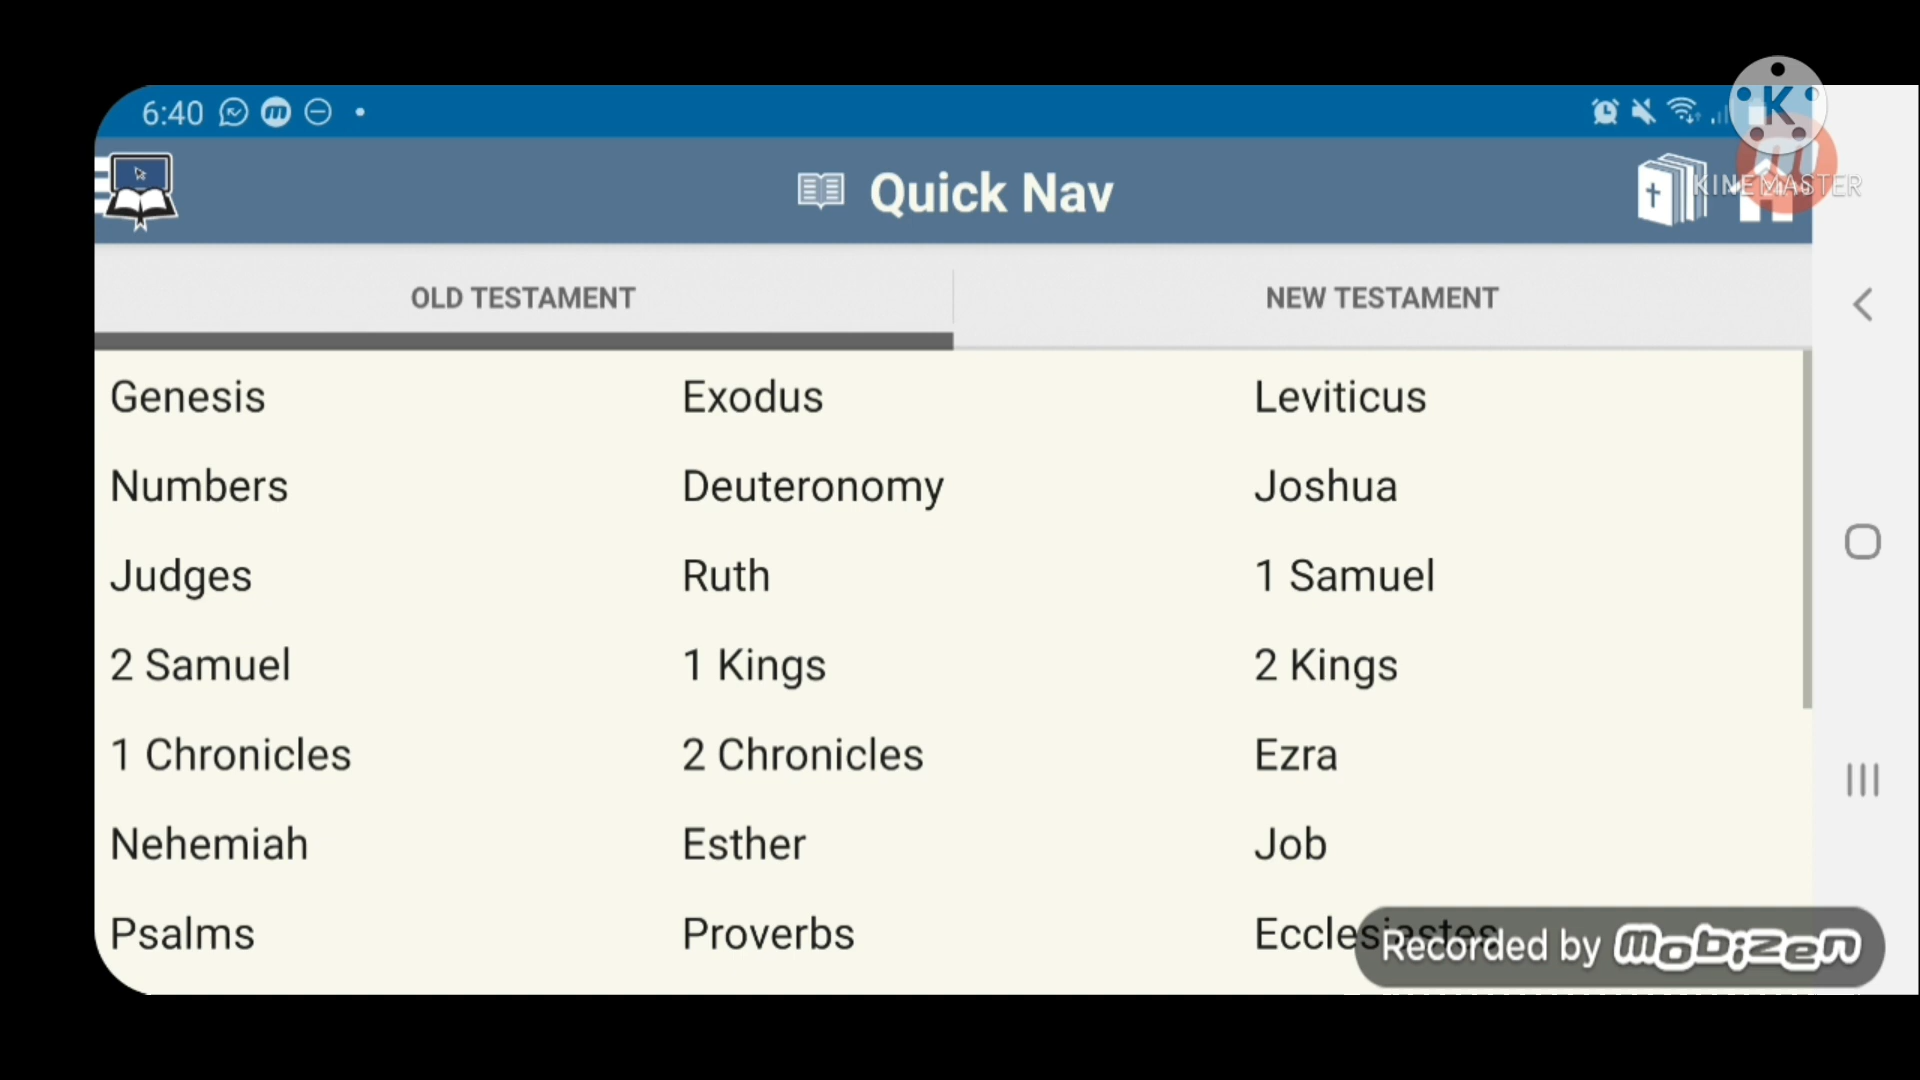 6:40
Quick Nav
KINEMASTER
OLD TESTAMENT NEW TESTAMENT
Genesis Exodus Leviticus
Numbers Deuteronomy Joshua
Judges Ruth 1 Samuel
2 Samuel 1 Kings 2 Kings
1 Chronicles 2 Chronicles Ezra
Nehemiah Esther Job
Psalms Proverbs Ecclesiastes
Recorded by mobizen